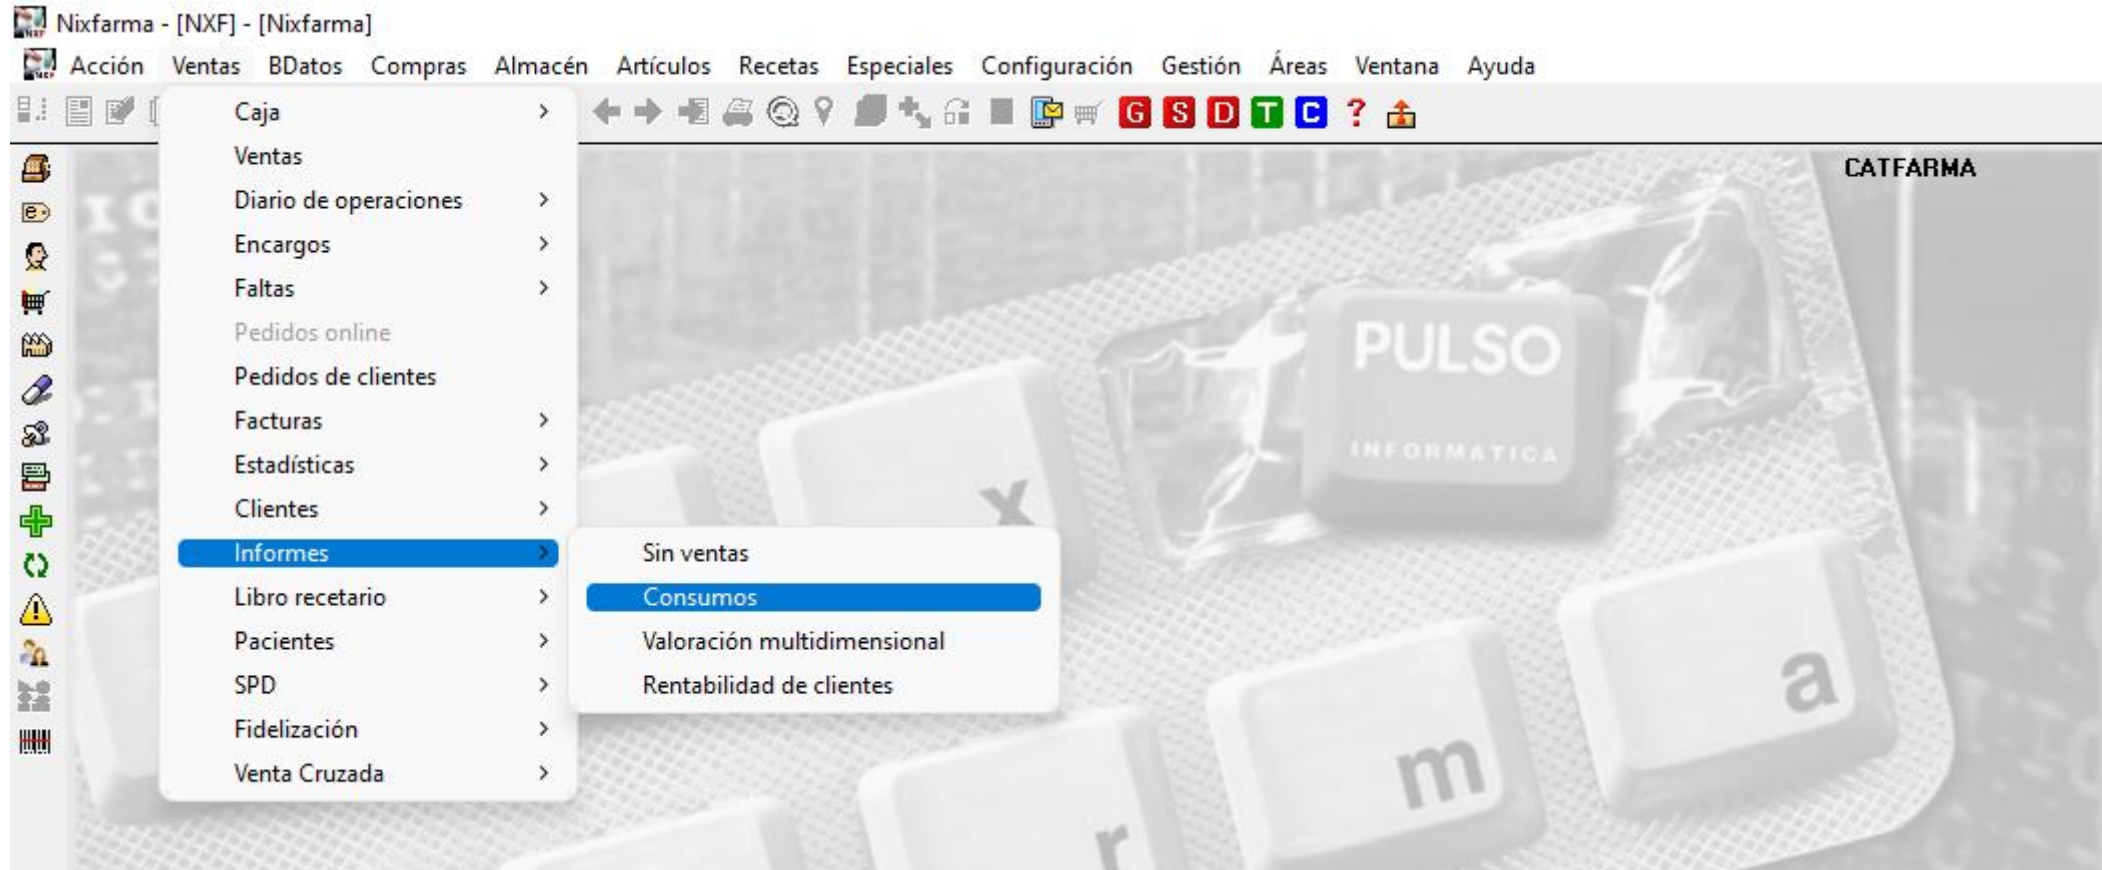 Nixfarma - [NXF] - [Nixfarma]
Acción Ventas BDatos Compras Almacén Artículos Recetas Especiales Configuración Gestión Áreas Ventana Ayuda
G S D T C ?
CATFARMA
Caja
Ventas
Diario de operaciones
Encargos
Faltas
Pedidos online
Pedidos de clientes
Facturas
Estadísticas
Clientes
Informes
Libro recetario
Pacientes
SPD
Fidelización
Venta Cruzada
Sin ventas
Consumos
Valoración multidimensional
Rentabilidad de clientes
PULSO
INFORMATICA
x
a
m
r